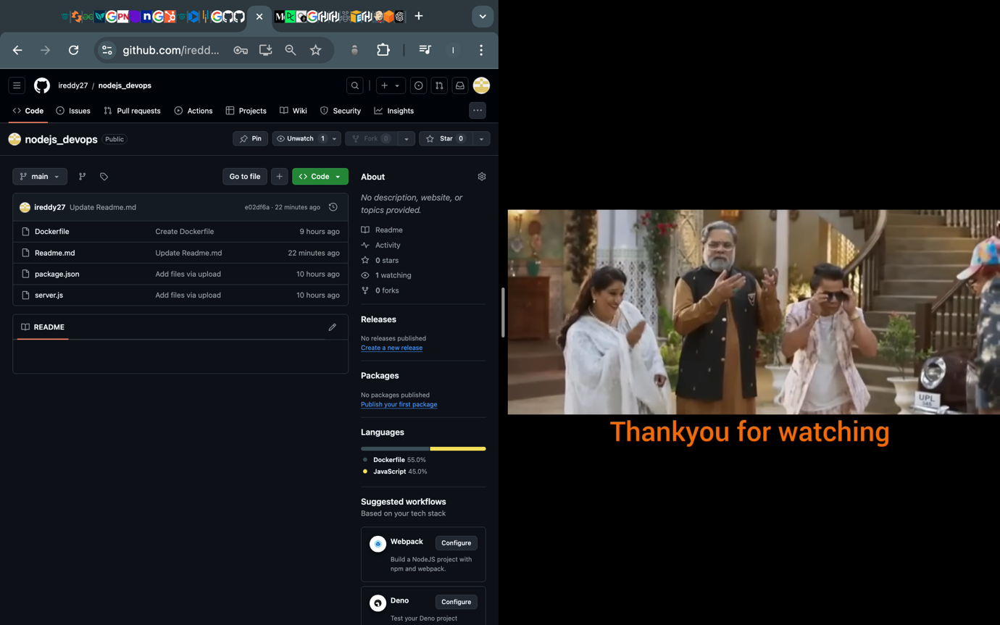 github.com/iredd...
ireddy27 / nodejs_devops
Code Issues Pull requests Actions Projects Wiki Security Insights
nodejs_devops Public Pin Unwatch 1 Fork 0 Star 0
main Go to file Code
ireddy27 Update Readme.md e02df6a · 22 minutes ago
Dockerfile Create Dockerfile 9 hours ago
Readme.md Update Readme.md 22 minutes ago
package.json Add files via upload 10 hours ago
server.js Add files via upload 10 hours ago
README
About
No description, website, or
topics provided.
Readme
Activity
0 stars
1 watching
0 forks
Releases
No releases published
Create a new release
Packages
No packages published
Publish your first package
Languages
Dockerfile 55.0%
JavaScript 45.0%
Suggested workflows
Based on your tech stack
Webpack Configure
Build a NodeJS project with
npm and webpack.
Deno Configure
Test your Deno project
UPL
Thankyou for watching